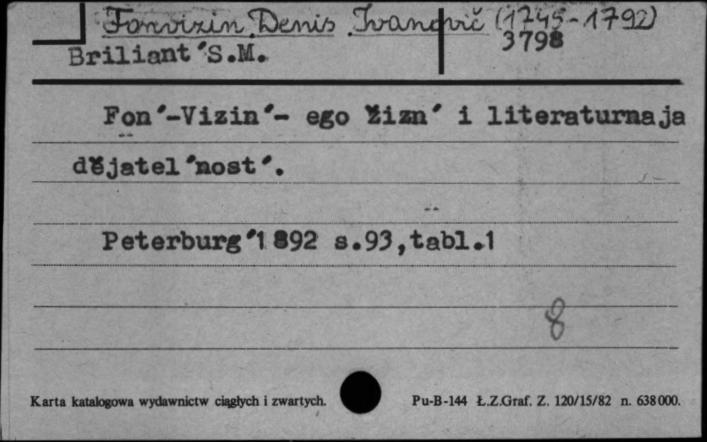 Fonvizin Denis Ivanovič (1745-1792)
3798
Briliant´S.M.
Fon´-Vizin´- ego žizn´ i literaturnaja
dějatel´nost´.
Peterburg´1892 s.93,tabl.1
8
Karta katalogowa wydawnictw ciągłych i zwartych.
Pu-B-144 Ł.Z.Graf. Z. 120/15/82 n. 638000.